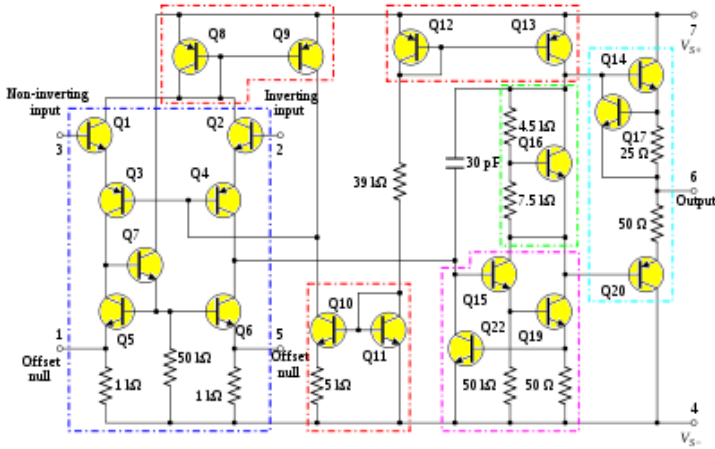 Q8
Q9
Q12
Q13
7
V_S+
Q14
Non-inverting
input
Inverting
input
Q1
Q2
3
2
4.5 kΩ
Q16
Q17
25 Ω
Q3
Q4
39 kΩ
30 pF
7.5 kΩ
6
Output
50 Ω
Q7
Q10
Q15
Q20
1
Q5
Q6
5
Offset
null
Offset
null
50 kΩ
Q11
Q22
Q19
1 kΩ
1 kΩ
5 kΩ
50 kΩ
50 Ω
4
V_S−